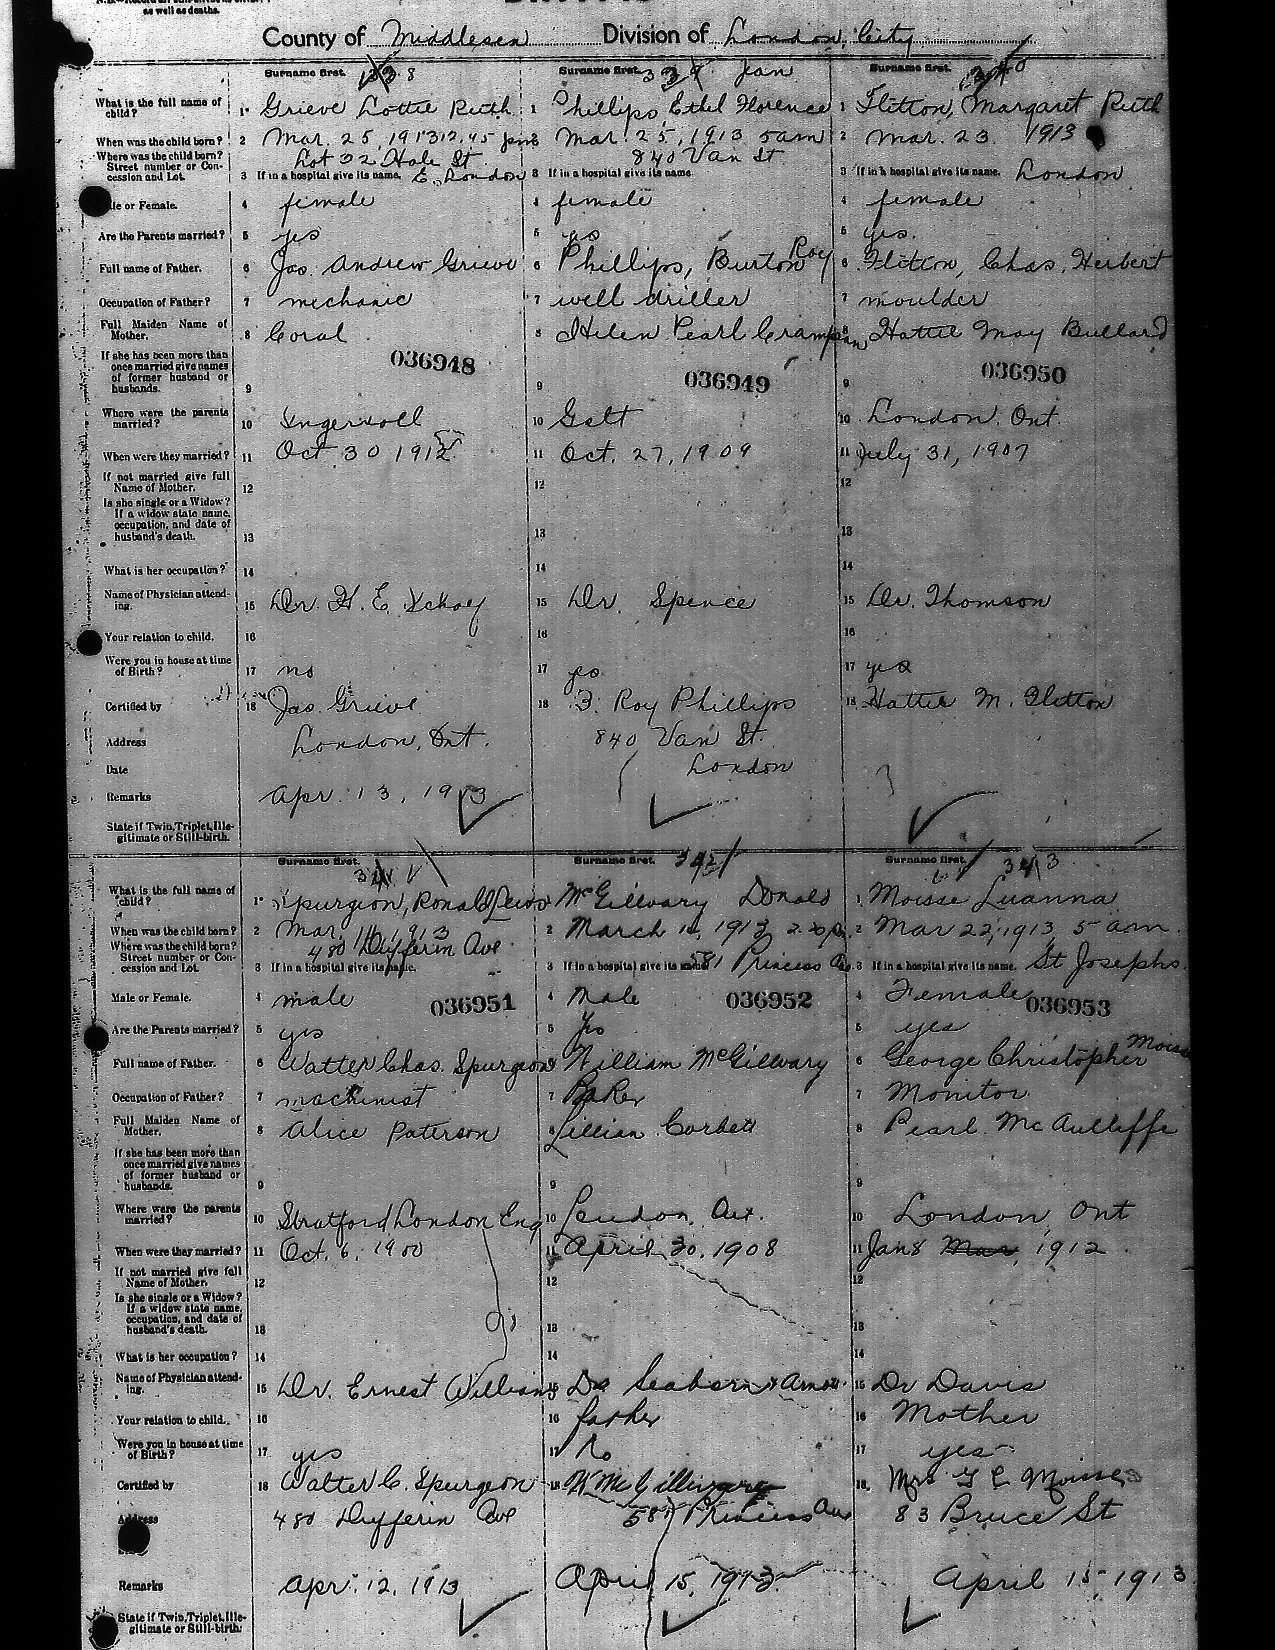 as well as deaths.
County of Middlesex Division of London City
Surname first. 338
What is the full name of child? 1 Grieve Lottie Ruth
When was the child born? 2 Mar. 25, 1913 12.45 pm
Where was the child born? Street number or Concession and Lot. Lot 32 Hale St
3 If in a hospital give its name. E. London
Male or Female. 4 female
Are the Parents married? 5 yes
Full name of Father. 6 Jas. Andrew Grieve
Occupation of Father? 7 mechanic
Full Maiden Name of Mother. 8 Coral
036948
If she has been more than once married give names of former husband or husbands. 9
Where were the parents married? 10 Ingersoll
When were they married? 11 Oct 30 1912
If not married give full Name of Mother. 12
Is she single or a Widow? If a widow state name, occupation, and date of husband's death. 13
What is her occupation? 14
Name of Physician attending. 15 Dr. H. E.
Your relation to child. 16
Were you in house at time of Birth? 17 no
Certified by 18 Jas. Grieve
Address London, Ont.
Date
Remarks Apr. 13, 1913
State if Twin, Triplet, Illegitimate or Still-birth.
Surname first. 339 Jean
1 Phillips, Ethel Florence
2 Mar. 25, 1913 5 am
840 Van St
3 If in a hospital give its name
4 female
5 yes
6 Phillips, Burton Roy
7 well driller
8 Helen Pearl Crampson
036949
9
10 Galt
11 Oct. 27, 1909
12
13
14
15 Dr. Spence
16
17 yes
18 F. Roy Phillips
840 Van St.
London
Surname first. 340
1 Flitton, Margaret Ruth
2 Mar. 23 1913
3 If in a hospital give its name. London
4 female
5 yes.
6 Flitton, Chas. Herbert
7 moulder
8 Hattie May Bullard
036950
9
10 London. Ont.
11 July 31, 1907
12
13
14
15 Dr. Thomson
16
17 yes
18 Hattie M. Flitton
Surname first. 341
What is the full name of child? 1 Spurgeon, Ronald
When was the child born? 2 Mar. 11, 1913
Where was the child born? Street number or Concession and Lot. 480 Dufferin Ave.
3 If in a hospital give its name.
Male or Female. 4 male
036951
Are the Parents married? 5 yes
Full name of Father. 6 Walter Chas. Spurgeon
Occupation of Father? 7 machinist
Full Maiden Name of Mother. 8 Alice Paterson
If she has been more than once married give names of former husband or husbands. 9
Where were the parents married? 10 Stratford London Eng
When were they married? 11 Oct. 6, 1900
If not married give full Name of Mother. 12
Is she single or a Widow? If a widow state name, occupation, and date of husband's death. 13
What is her occupation? 14
Name of Physician attending. 15 Dr. Ernest Williams
Your relation to child. 16
Were you in house at time of Birth? 17 yes
Certified by 18 Walter C. Spurgeon
Address 480 Dufferin Ave
Remarks Apr. 12, 1913
State if Twin, Triplet, Illegitimate or Still-birth.
Surname first. 342
1 McGillvary Donald
2 March 1913 2.20 pm.
3 If in a hospital give its name 581 Princess Av.
4 Male
036952
5 Yes
6 William McGillvary
7 Baker
8 Lillian Corbett
9
10 London, Ont.
11 April 30, 1908
12
13
14
15 Dr Seaborn & Arnott
16 father
17 No
18 W McGillivary
581 Princess Ave
April 15, 1913.
Surname first. 343
1 Moisse Luanna
2 Mar 22, 1913 5 am.
3 If in a hospital give its name. St Josephs.
4 Female
036953
5 yes
6 George Christopher Moisse
7 Monitor
8 Pearl McAuliffe
9
10 London Ont
11 Jan 8 Mar, 1912
12
13
14
15 Dr Davis
16 Mother
17 yes
18 Mrs G C Moisse
83 Bruce St
April 15, 1913